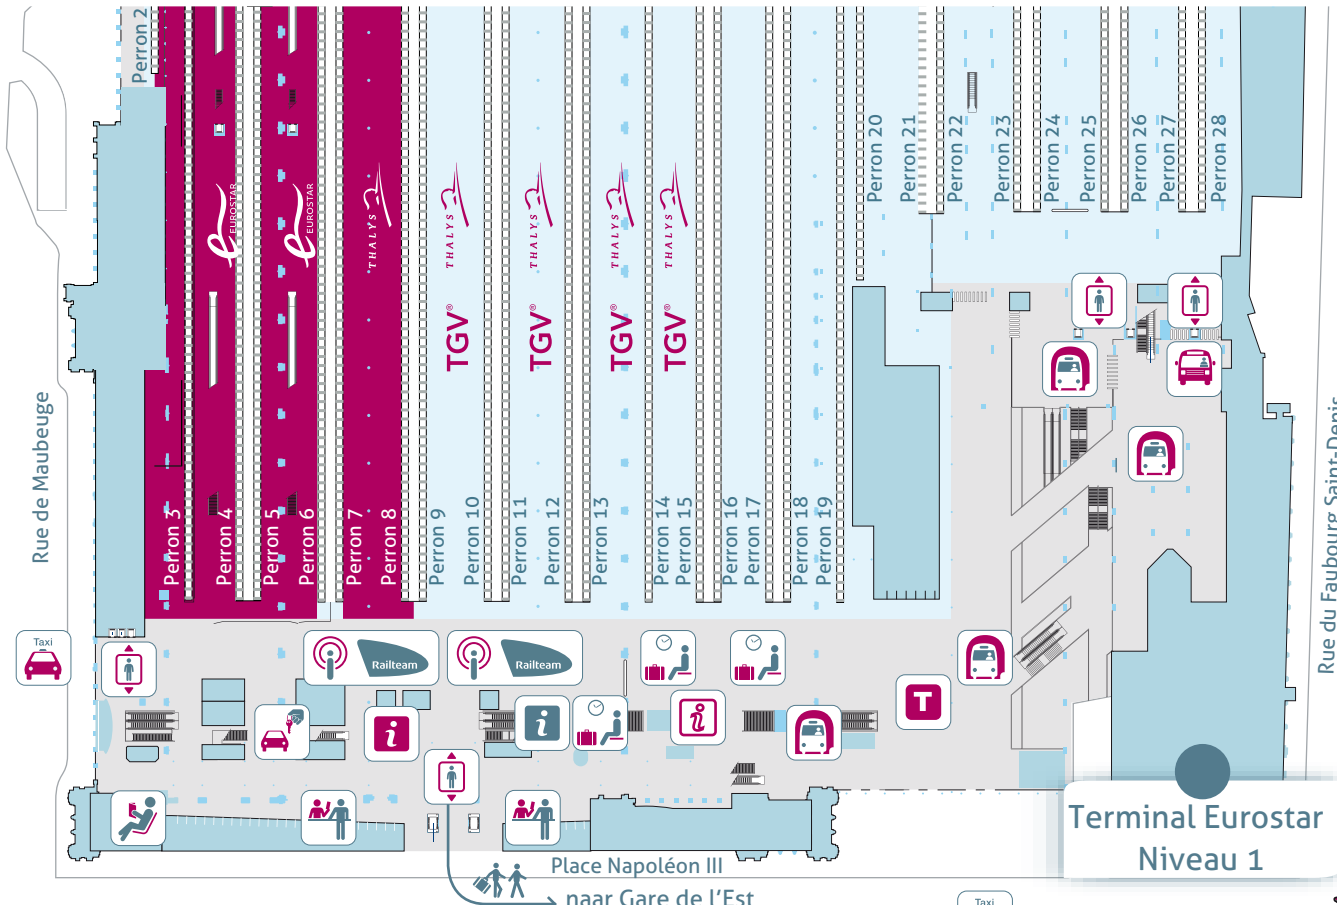 Perron 2
Perron 20
Perron 21
Perron 22
Perron 23
Perron 24
Perron 25
Perron 26
Perron 27
Perron 28
EUROSTAR
EUROSTAR
THALYS
THALYS
THALYS
THALYS
THALYS
TGV®
TGV®
TGV®
TGV®
Rue de Maubeuge
Rue du Faubourg Saint-Denis
Perron 3
Perron 4
Perron 5
Perron 6
Perron 7
Perron 8
Perron 9
Perron 10
Perron 11
Perron 12
Perron 13
Perron 14
Perron 15
Perron 16
Perron 17
Perron 18
Perron 19
Taxi
Railteam
Railteam
T
i
i
i
Terminal Eurostar
Niveau 1
Place Napoléon III
naar Gare de l'Est
Taxi